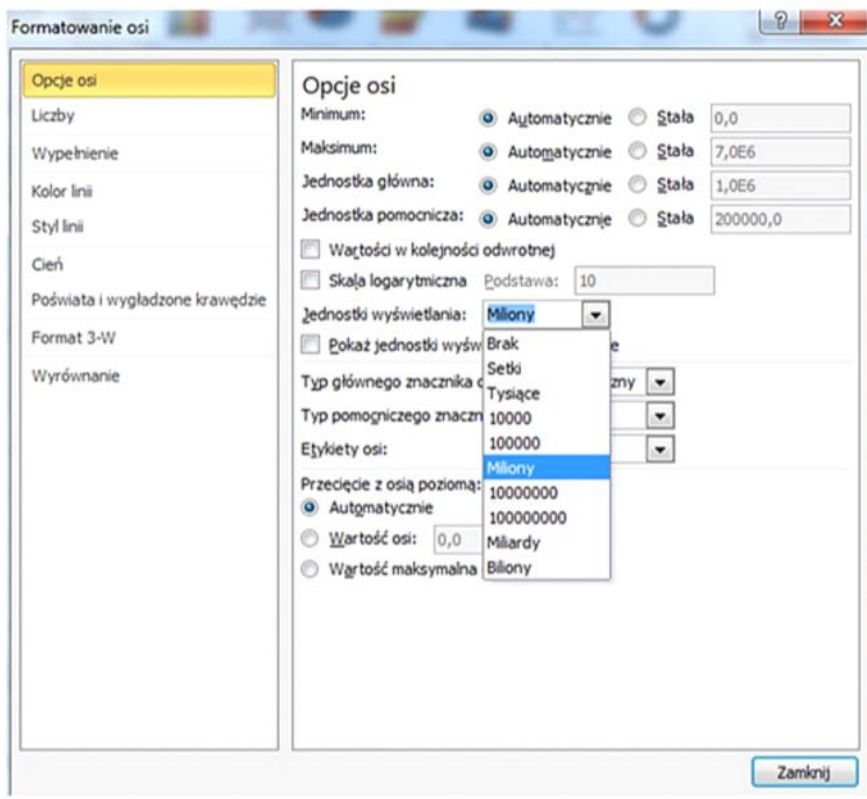 Formatowanie osi
Opcje osi
Liczby
Wypełnienie
Kolor linii
Styl linii
Cień
Poświata i wygładzone krawędzie
Format 3-W
Wyrównanie
Opcje osi
Minimum: Automatycznie Stała 0,0
Maksimum: Automatycznie Stała 7,0E6
Jednostka główna: Automatycznie Stała 1,0E6
Jednostka pomocnicza: Automatycznie Stała 200000,0
Wartości w kolejności odwrotnej
Skala logarytmiczna Podstawa: 10
Jednostki wyświetlania: Miliony
Pokaż jednostki wyśw e
Typ głównego znacznika zny
Typ pomocniczego znaczn
Etykiety osi:
Brak
Setki
Tysiące
10000
100000
Miliony
10000000
100000000
Miliardy
Biliony
Przecięcie z osią poziomą:
Automatycznie
Wartość osi: 0,0
Wartość maksymalna
Zamknij